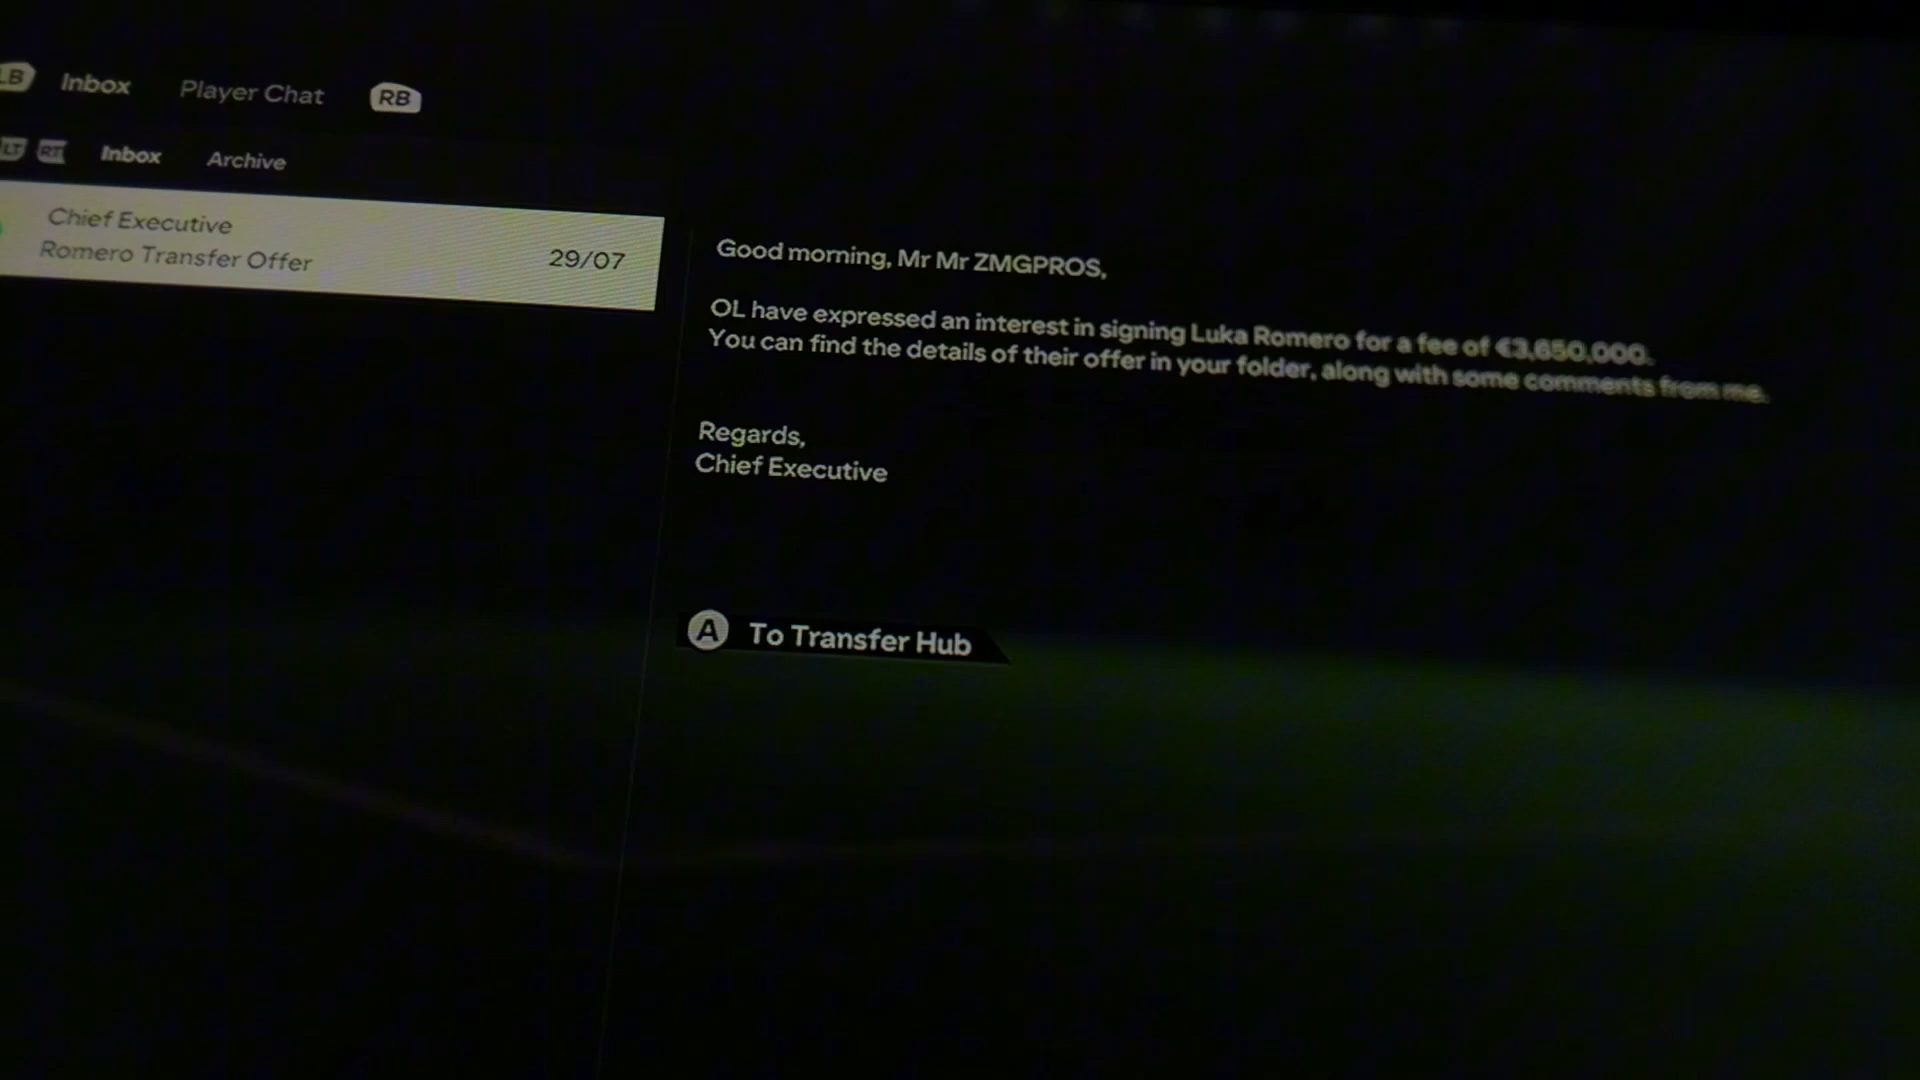 LB Inbox Player Chat RB
LT RT Inbox Archive
Chief Executive
Romero Transfer Offer 29/07
Good morning, Mr Mr ZMGPROS,
OL have expressed an interest in signing Luka Romero for a fee of €3,650,000.
You can find the details of their offer in your folder, along with some comments from me.
Regards,
Chief Executive
A To Transfer Hub